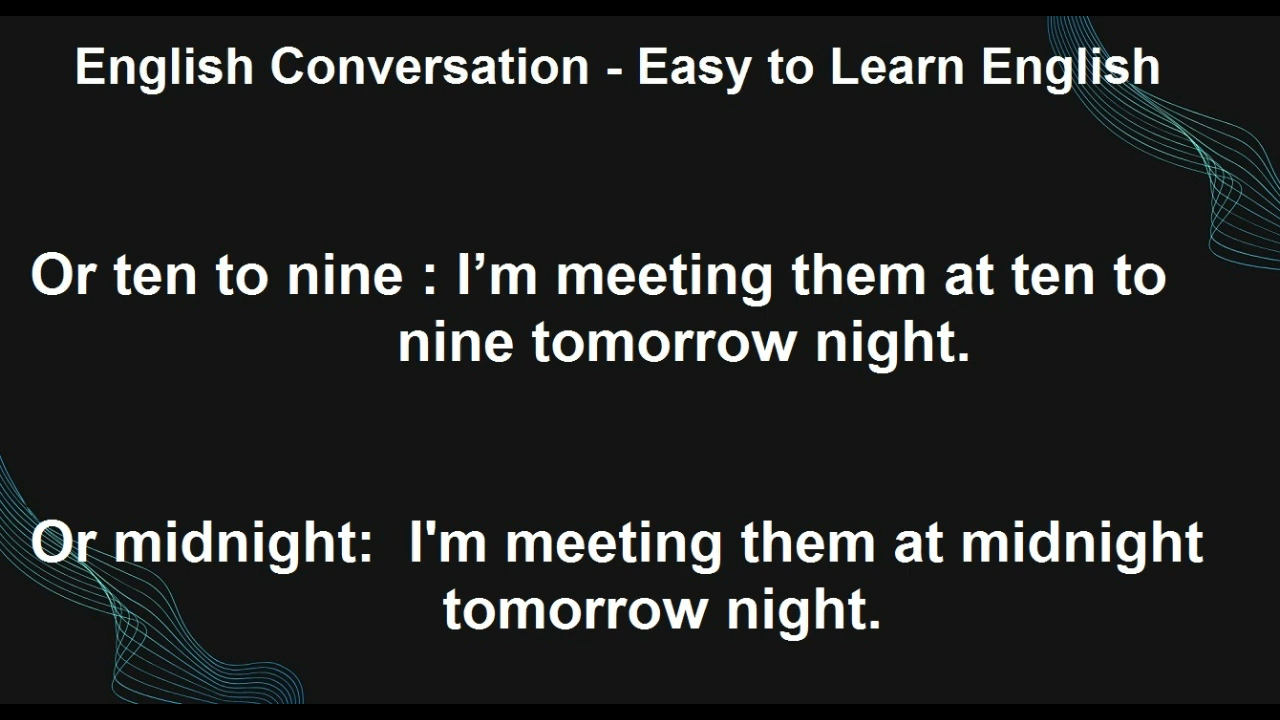 English Conversation - Easy to Learn English
Or ten to nine : I’m meeting them at ten to
nine tomorrow night.
Or midnight:  I'm meeting them at midnight
tomorrow night.